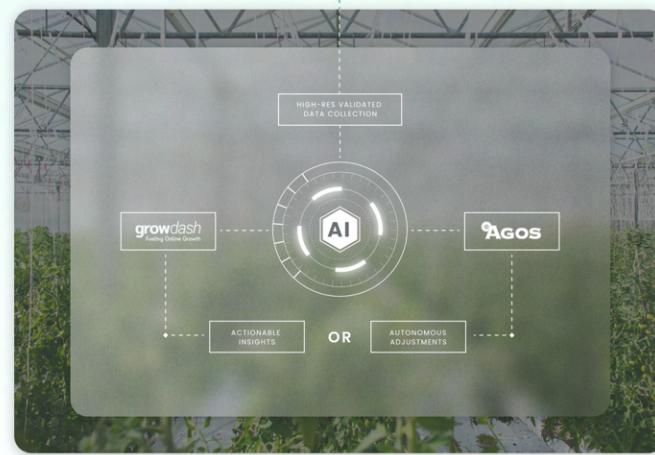 HIGH-RES VALIDATED
DATA COLLECTION
growdash
Fueling Online Growth
AI
AGOS
ACTIONABLE
INSIGHTS
OR
AUTONOMOUS
ADJUSTMENTS